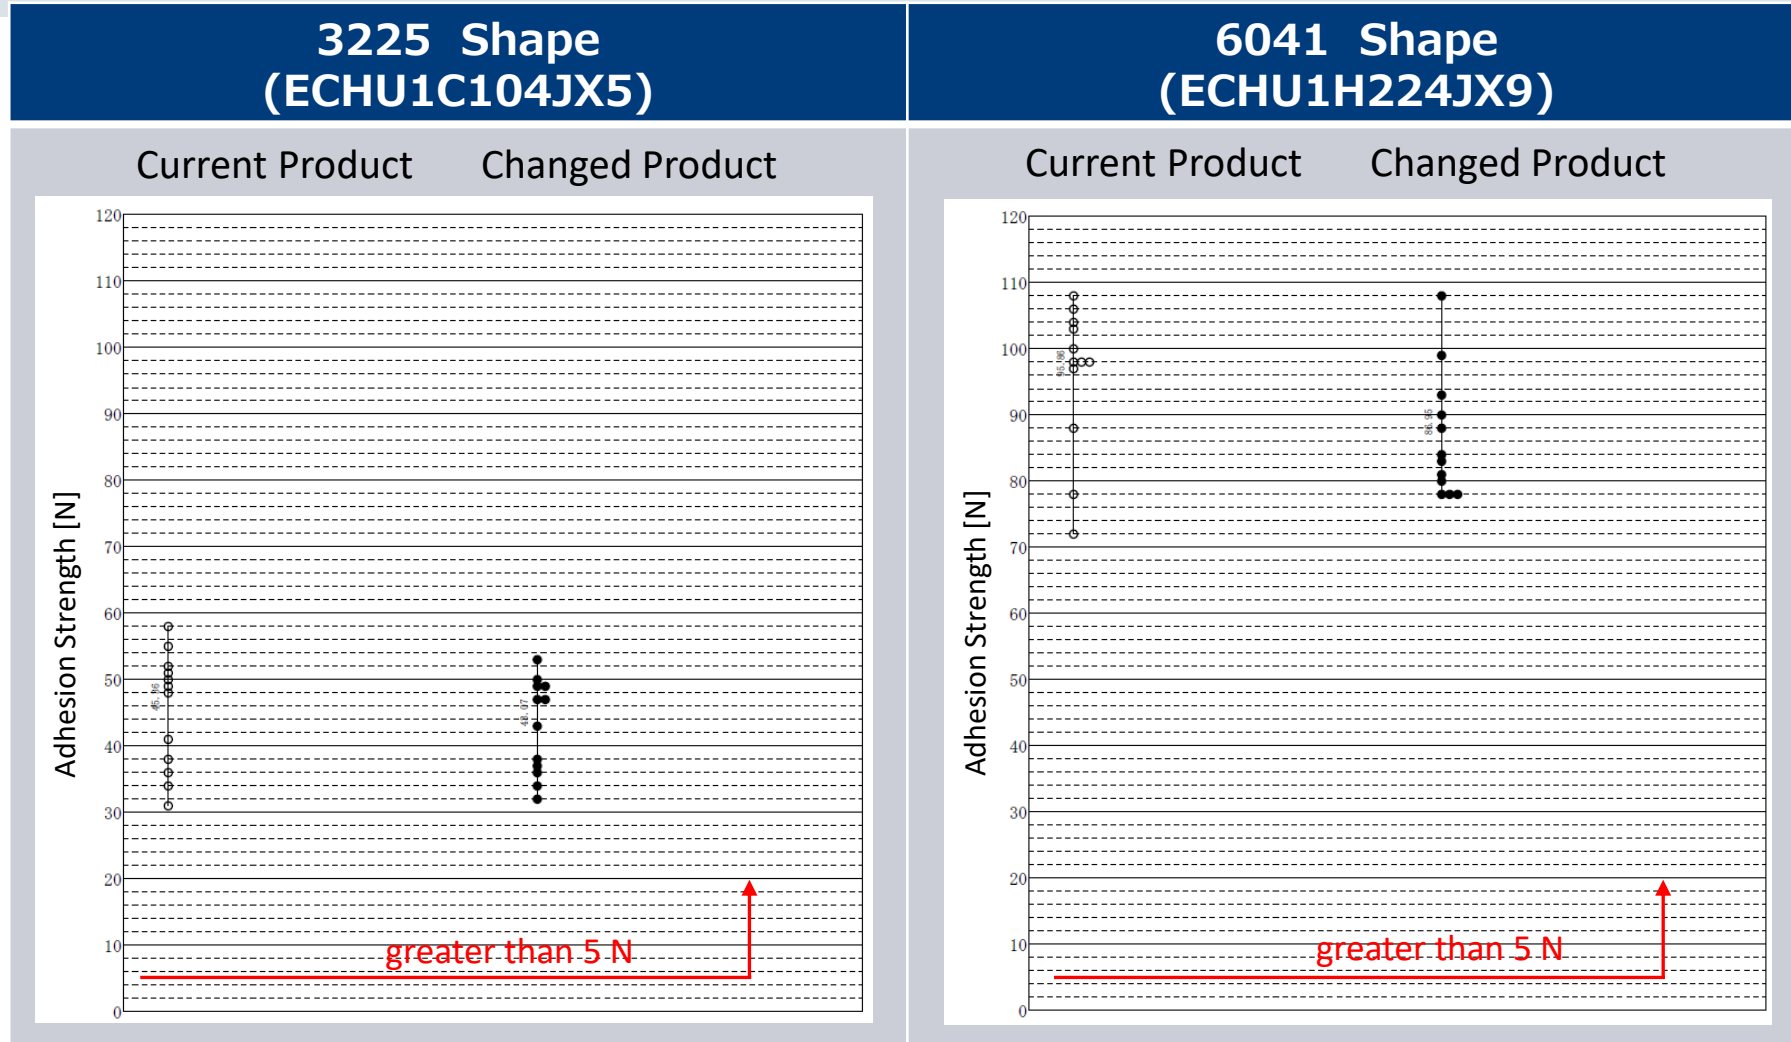 3225 Shape
(ECHU1C104JX5)
6041 Shape
(ECHU1H224JX9)
Current Product
Changed Product
Adhesion Strength [N]
120
110
100
90
80
70
60
50
40
30
20
10
0
greater than 5 N
Current Product
Changed Product
Adhesion Strength [N]
120
110
100
90
80
70
60
50
40
30
20
10
0
95.86
greater than 5 N